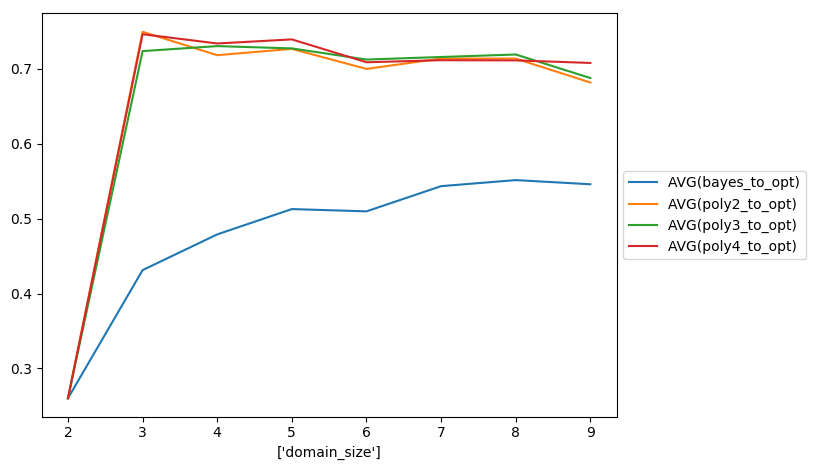 0.7
0.6
0.5
0.4
0.3
2 3 4 5 6 7 8 9
['domain_size']
AVG(bayes_to_opt)
AVG(poly2_to_opt)
AVG(poly3_to_opt)
AVG(poly4_to_opt)